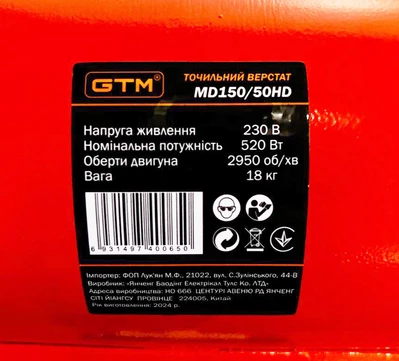 GTM
ТОЧИЛЬНИЙ ВЕРСТАТ
MD150/50HD
Напруга живлення 230 В
Номінальна потужність 520 Вт
Оберти двигуна 2950 об/хв
Вага 18 кг
6 931497 400650
Імпортер: ФОП Лук'ян М.Ф., 21022, вул. С.Зулінського, 44-В
Виробник: «Янченг Баодінг Електрікал Тулс Ко. ЛТД»
Адреса виробництва: НО 666 ЦЕНТУРІ АВЕНЮ РД ЯНЧЕНГ
СІТІ ЙІАНГСУ ПРОВІНЦЕ 224005, Китай
Рік виготовлення: 2024 р.